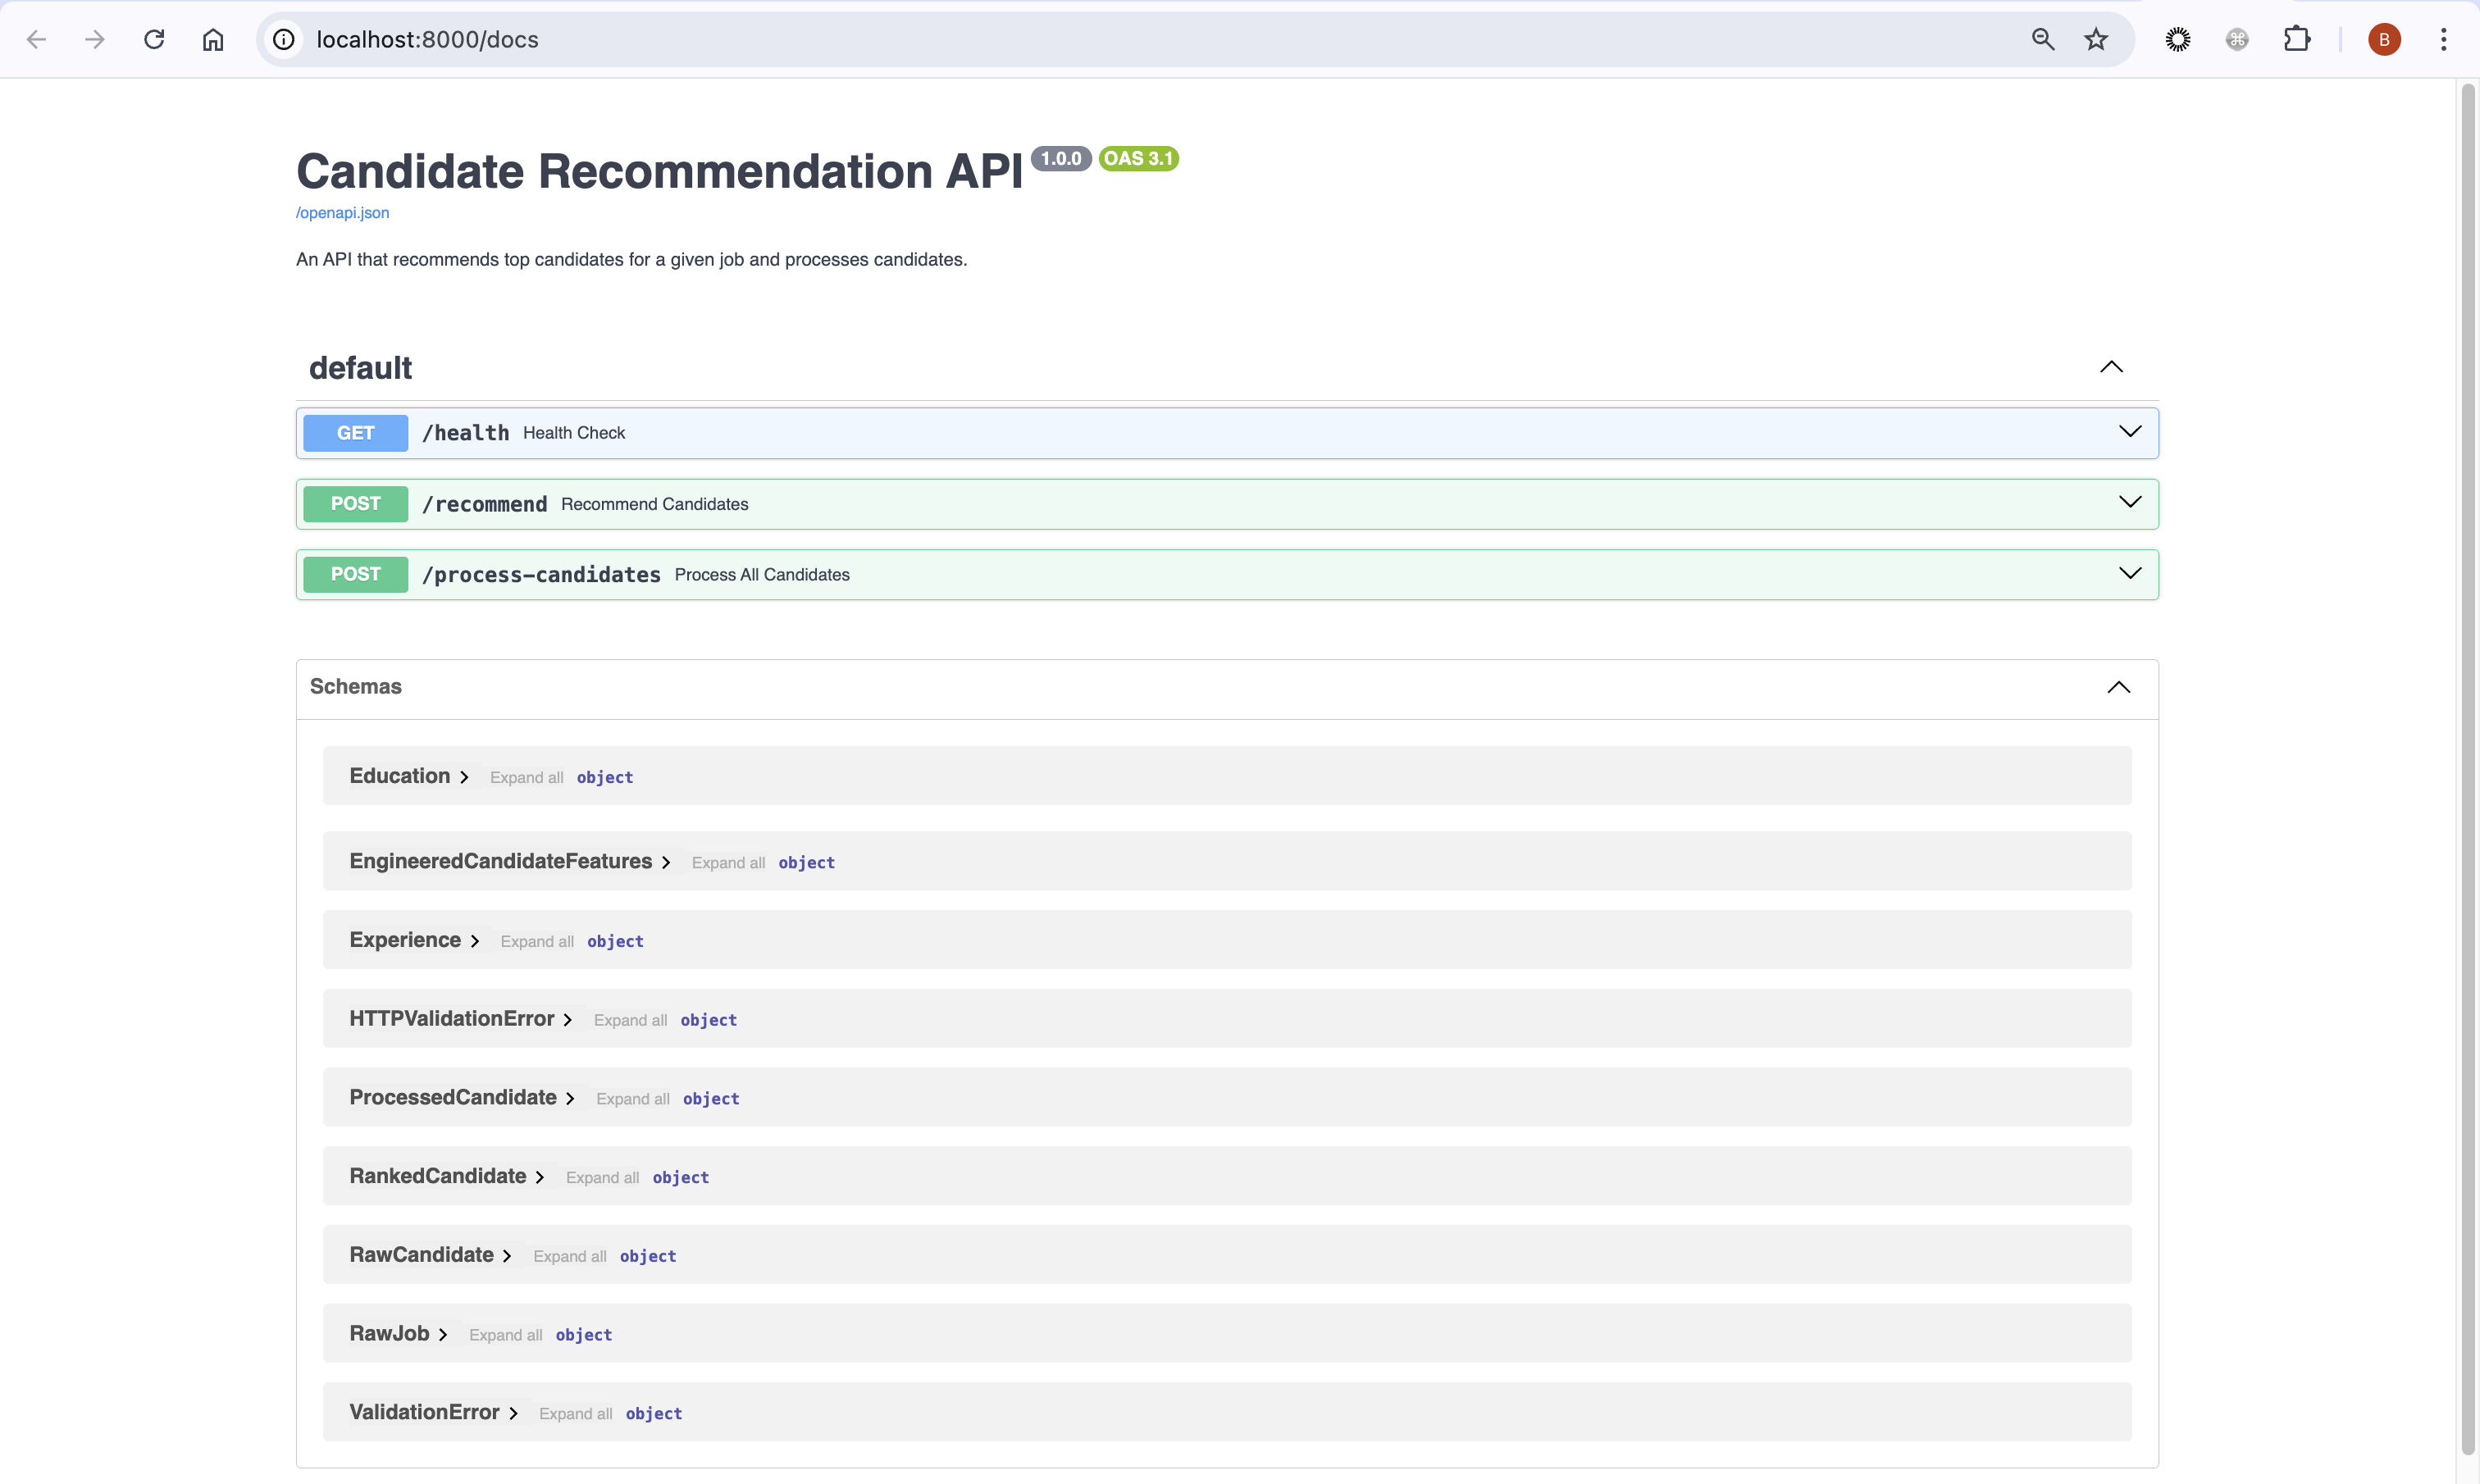 localhost:8000/docs
B
Candidate Recommendation API 1.0.0 OAS 3.1
/openapi.json
An API that recommends top candidates for a given job and processes candidates.
default
GET /health Health Check
POST /recommend Recommend Candidates
POST /process-candidates Process All Candidates
Schemas
Education Expand all object
EngineeredCandidateFeatures Expand all object
Experience Expand all object
HTTPValidationError Expand all object
ProcessedCandidate Expand all object
RankedCandidate Expand all object
RawCandidate Expand all object
RawJob Expand all object
ValidationError Expand all object